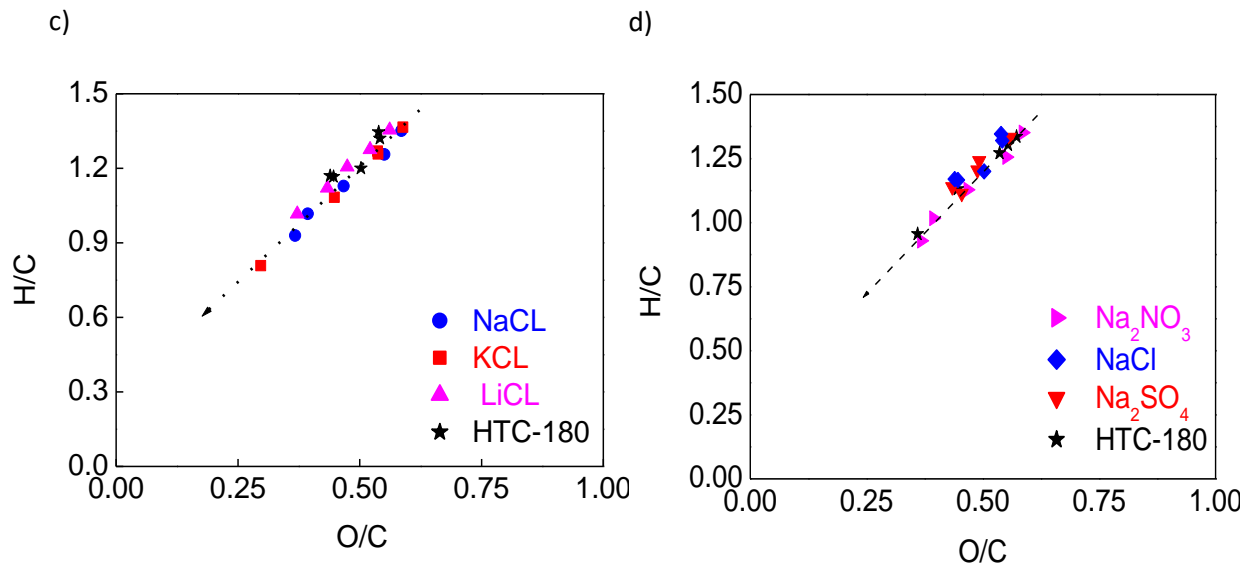 c)
1.5
1.2
0.9
0.6
0.3
0.0
H/C
0.00 0.25 0.50 0.75 1.00
O/C
NaCL
KCL
LiCL
HTC-180
d)
1.50
1.25
1.00
0.75
0.50
0.25
0.00
H/C
0.00 0.25 0.50 0.75 1.00
O/C
Na₂NO₃
NaCl
Na₂SO₄
HTC-180